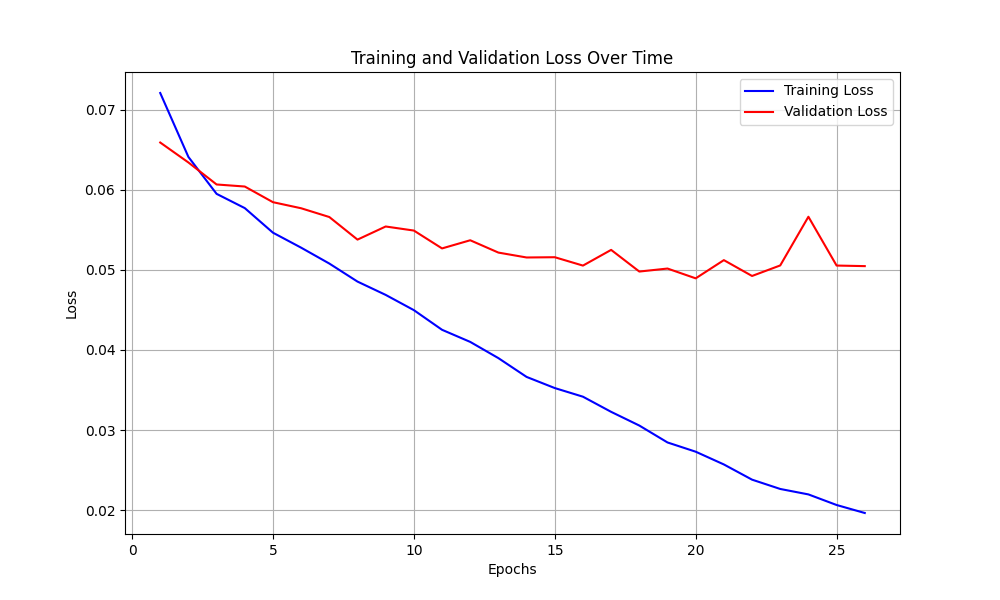 Training and Validation Loss Over Time
Training Loss
Validation Loss
0.07
0.06
0.05
0.04
0.03
0.02
Loss
0 5 10 15 20 25
Epochs